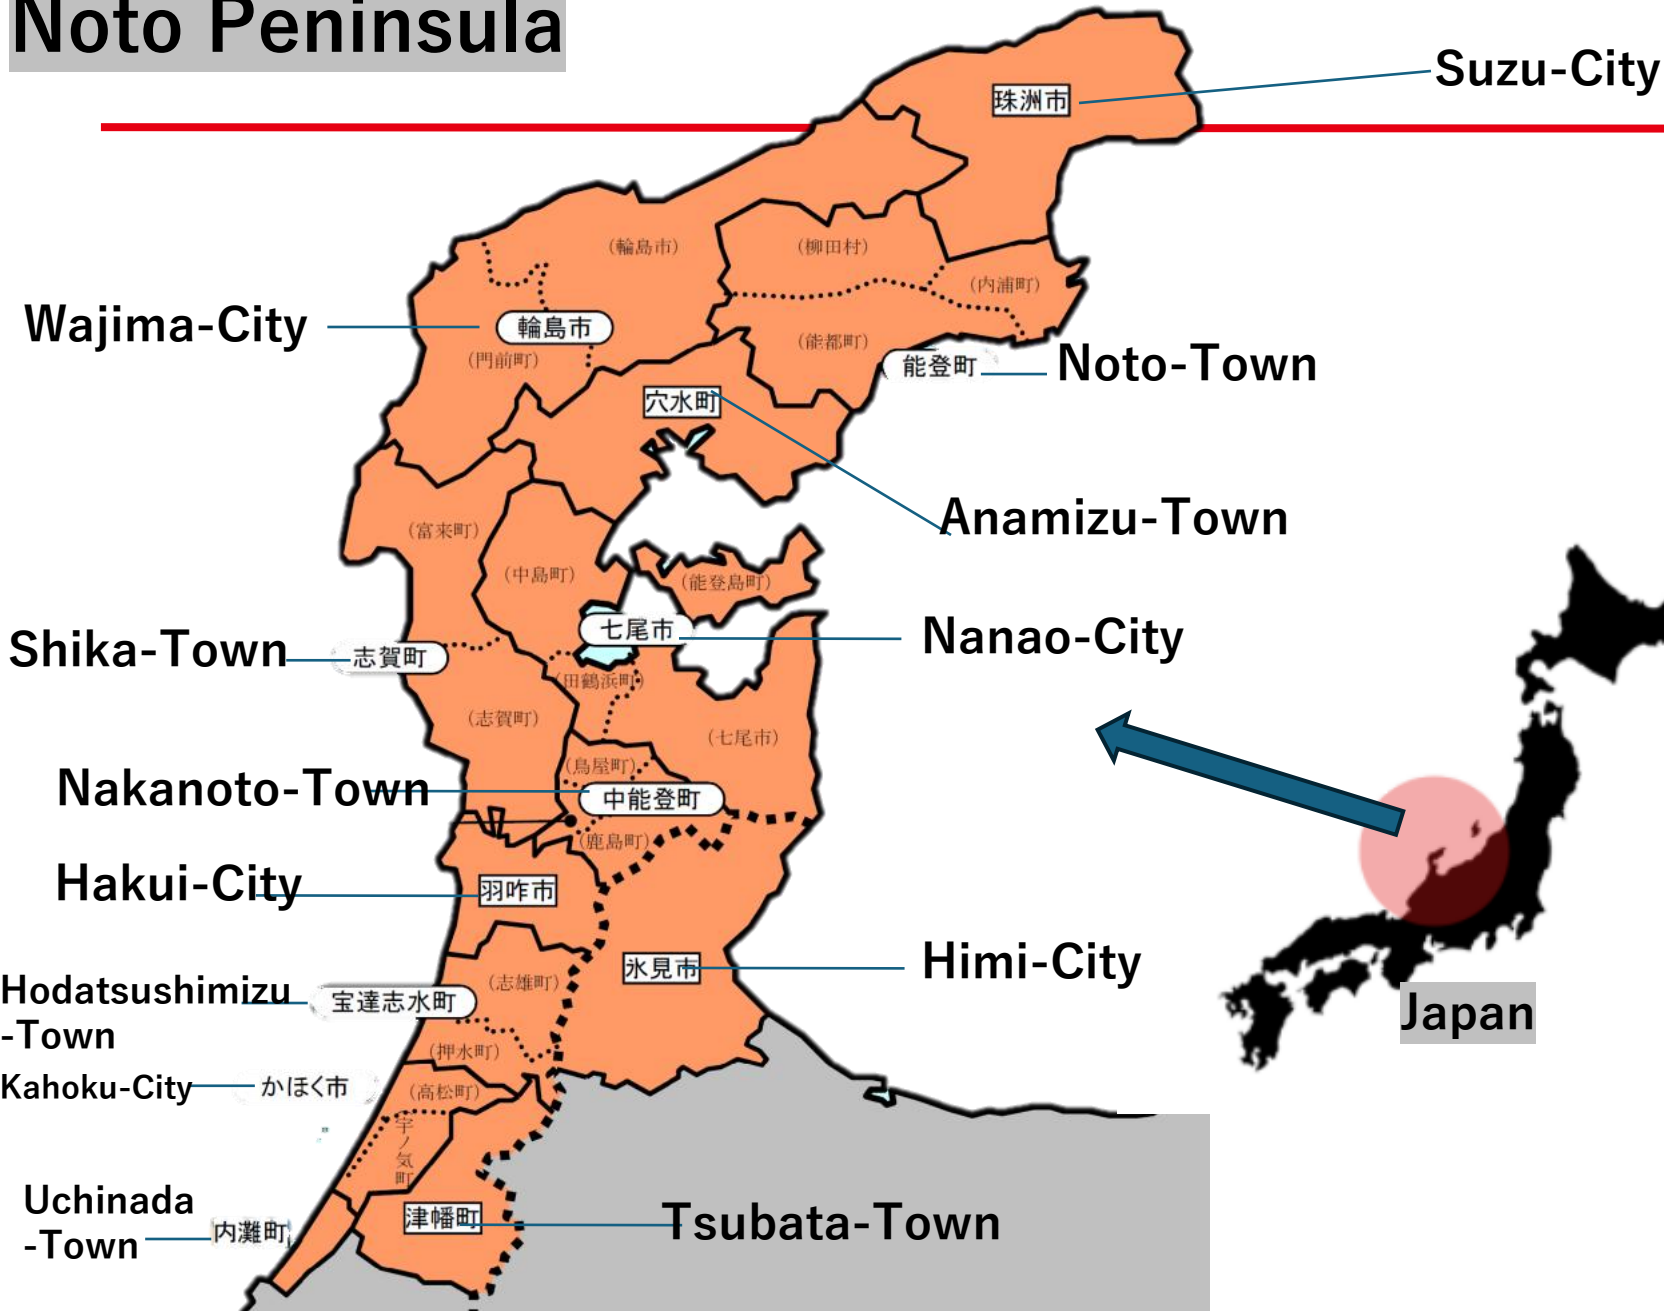 Noto Peninsula
Suzu-City
珠洲市
(輪島市)
(柳田村)
(内浦町)
Wajima-City
輪島市
(門前町)
(能都町)
能登町
Noto-Town
穴水町
Anamizu-Town
(富来町)
(中島町)
(能登島町)
七尾市
Nanao-City
Shika-Town
志賀町
(田鶴浜町)
(志賀町)
(七尾市)
(鳥屋町)
Nakanoto-Town
中能登町
(鹿島町)
Hakui-City
羽咋市
氷見市
Himi-City
(志雄町)
Hodatsushimizu
-Town
宝達志水町
Japan
(押水町)
Kahoku-City
かほく市
(高松町)
宇ノ気町
Uchinada
-Town
内灘町
津幡町
Tsubata-Town